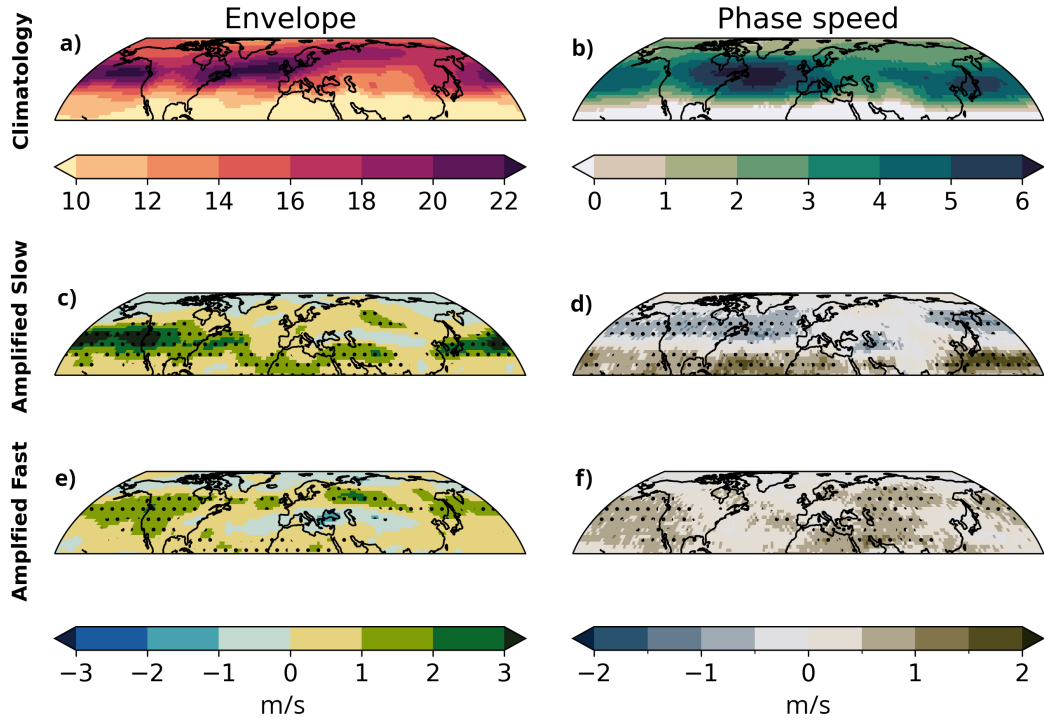 Envelope
Phase speed
Climatology
a)
b)
10 12 14 16 18 20 22
0 1 2 3 4 5 6
Amplified Slow
c)
d)
Amplfied Fast
e)
f)
−3 −2 −1 0 1 2 3
−2 −1 0 1 2
m/s
m/s